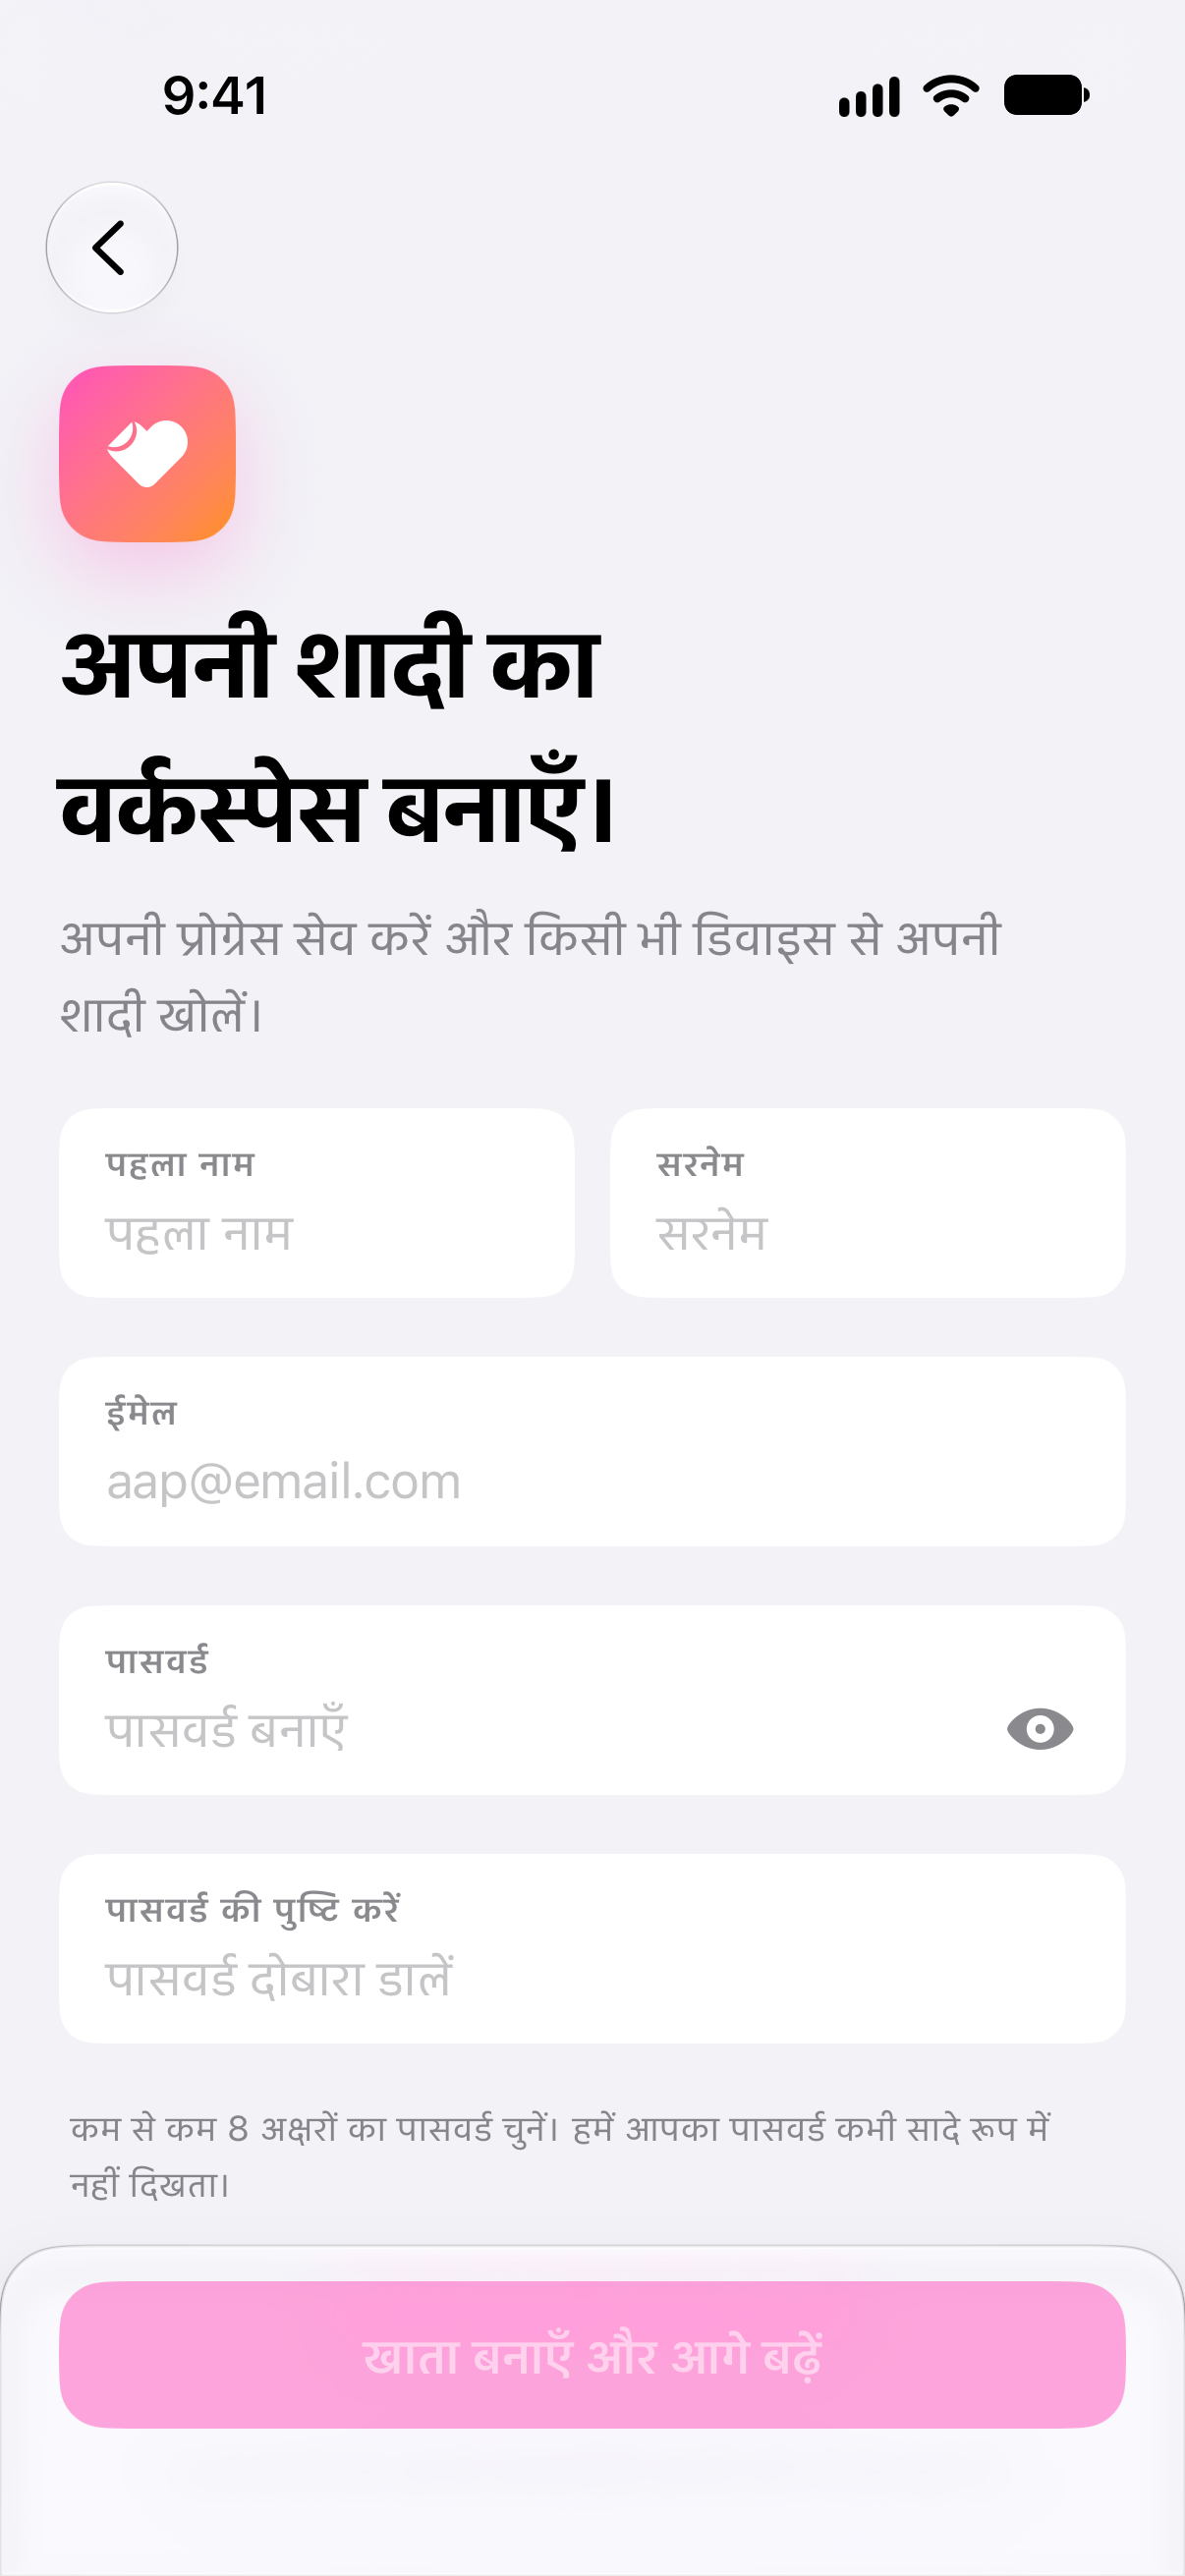 9:41
अपनी शादी का
वर्कस्पेस बनाएँ।
अपनी प्रोग्रेस सेव करें और किसी भी डिवाइस से अपनी
शादी खोलें।
पहला नाम
पहला नाम
सरनेम
सरनेम
ईमेल
aap@email.com
पासवर्ड
पासवर्ड बनाएँ
पासवर्ड की पुष्टि करें
पासवर्ड दोबारा डालें
कम से कम 8 अक्षरों का पासवर्ड चुनें। हमें आपका पासवर्ड कभी सादे रूप में
नहीं दिखता।
खाता बनाएँ और आगे बढ़ें